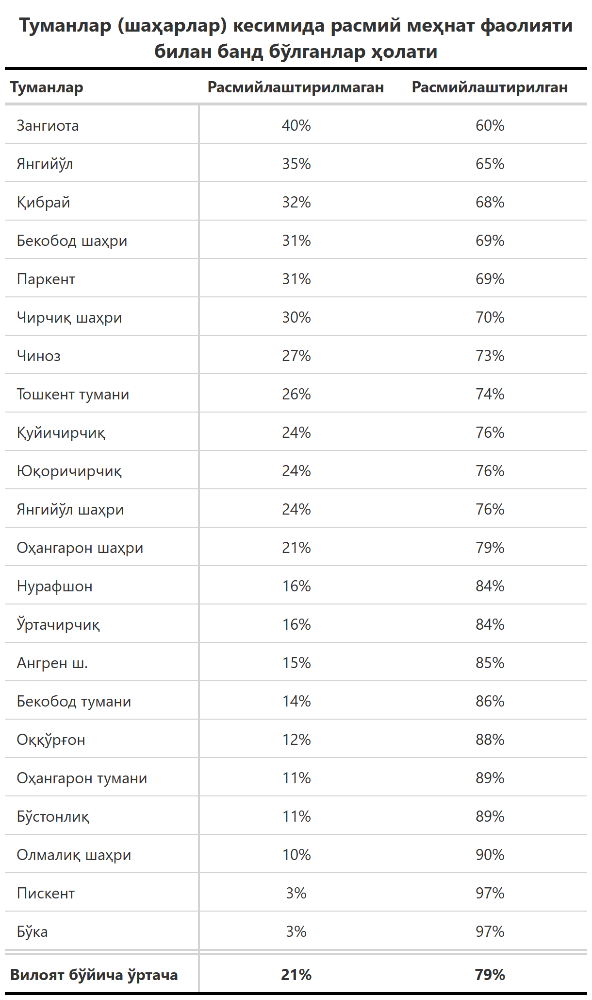 Туманлар (шаҳарлар) кесимида расмий меҳнат фаолияти
билан банд бўлганлар ҳолати
Туманлар Расмийлаштирилмаган Расмийлаштирилган
Зангиота 40% 60%
Янгийўл 35% 65%
Қибрай 32% 68%
Бекобод шаҳри 31% 69%
Паркент 31% 69%
Чирчиқ шаҳри 30% 70%
Чиноз 27% 73%
Тошкент тумани 26% 74%
Қуйичирчиқ 24% 76%
Юқоричирчиқ 24% 76%
Янгийўл шаҳри 24% 76%
Оҳангарон шаҳри 21% 79%
Нурафшон 16% 84%
Ўртачирчиқ 16% 84%
Ангрен ш. 15% 85%
Бекобод тумани 14% 86%
Оққўрғон 12% 88%
Оҳангарон тумани 11% 89%
Бўстонлиқ 11% 89%
Олмалиқ шаҳри 10% 90%
Пискент 3% 97%
Бўка 3% 97%
Вилоят бўйича ўртача 21% 79%